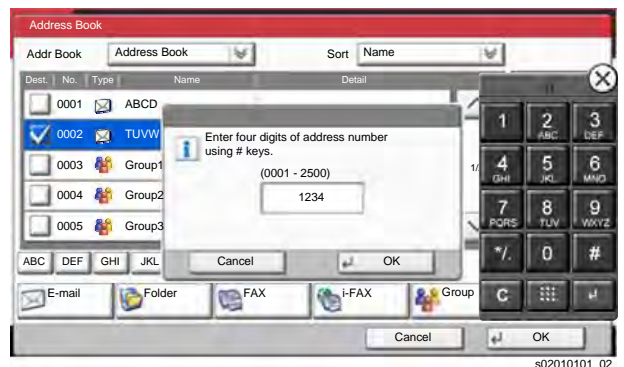 Address Book
Addr Book Address Book Sort Name
Dest. No. Type Name Detail
0001 ABCD
0002 TUVW
0003 Group1
0004 Group2
0005 Group3
1/
Enter four digits of address number
using # keys.
(0001 - 2500)
1234
Cancel OK
ABC DEF GHI JKL
E-mail Folder FAX i-FAX Group
1 2 ABC 3 DEF
4 GHI 5 JKL 6 MNO
7 PQRS 8 TUV 9 WXYZ
*/. 0 #
C
Cancel OK
s02010101_02